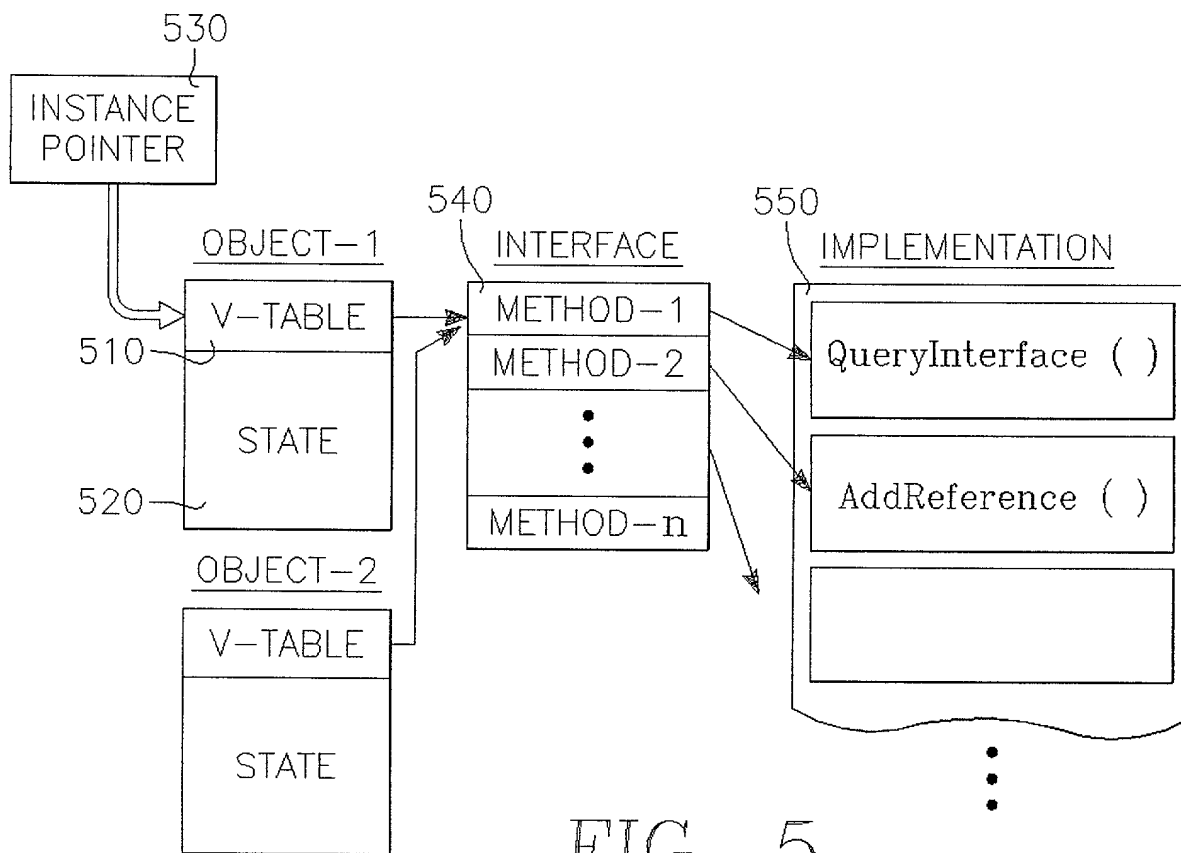 530
INSTANCE
POINTER
540
550
OBJECT-1
INTERFACE
IMPLEMENTATION
V-TABLE
METHOD-1
QueryInterface ( )
510
METHOD-2
STATE
AddReference ( )
520
METHOD-n
OBJECT-2
V-TABLE
STATE
FIG. 5